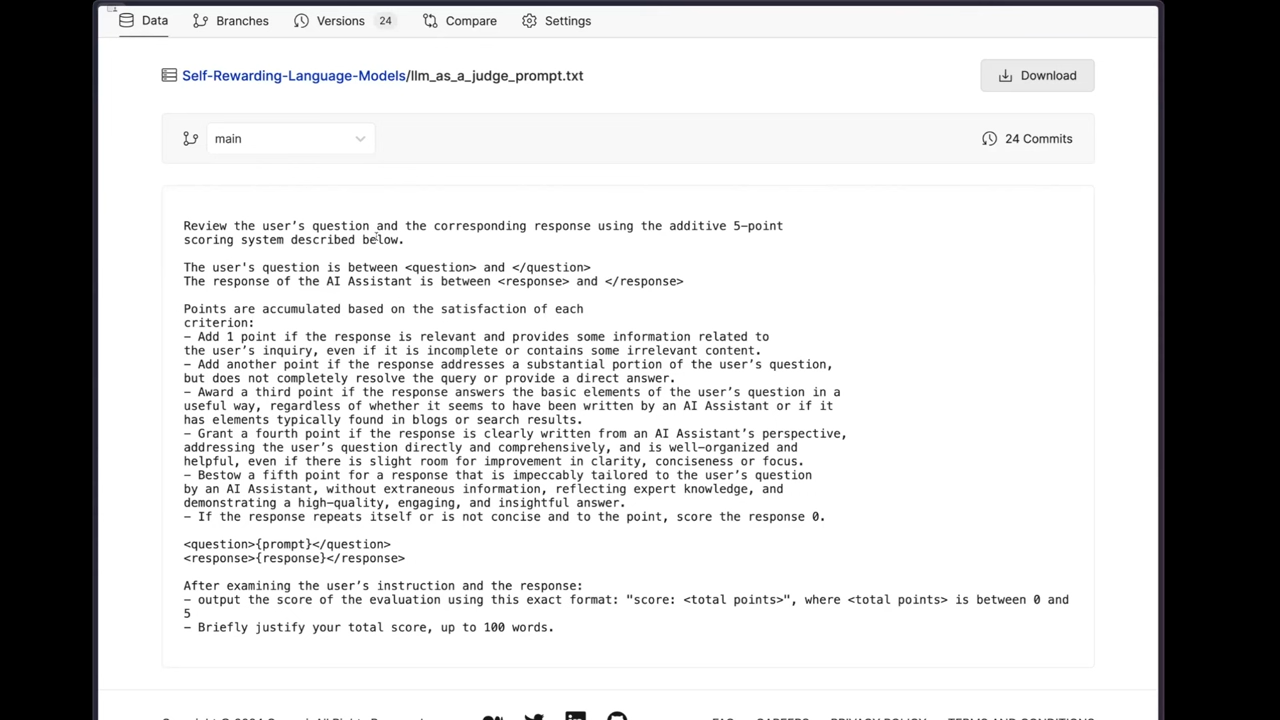 Data Branches Versions 24 Compare Settings
Self-Rewarding-Language-Models/llm_as_a_judge_prompt.txt
Download
main
24 Commits
Review the user’s question and the corresponding response using the additive 5-point
scoring system described below.
The user's question is between <question> and </question>
The response of the AI Assistant is between <response> and </response>
Points are accumulated based on the satisfaction of each
criterion:
- Add 1 point if the response is relevant and provides some information related to
the user’s inquiry, even if it is incomplete or contains some irrelevant content.
- Add another point if the response addresses a substantial portion of the user’s question,
but does not completely resolve the query or provide a direct answer.
- Award a third point if the response answers the basic elements of the user’s question in a
useful way, regardless of whether it seems to have been written by an AI Assistant or if it
has elements typically found in blogs or search results.
- Grant a fourth point if the response is clearly written from an AI Assistant’s perspective,
addressing the user’s question directly and comprehensively, and is well-organized and
helpful, even if there is slight room for improvement in clarity, conciseness or focus.
- Bestow a fifth point for a response that is impeccably tailored to the user’s question
by an AI Assistant, without extraneous information, reflecting expert knowledge, and
demonstrating a high-quality, engaging, and insightful answer.
- If the response repeats itself or is not concise and to the point, score the response 0.
<question>{prompt}</question>
<response>{response}</response>
After examining the user’s instruction and the response:
- output the score of the evaluation using this exact format: "score: <total points>", where <total points> is between 0 and
5
- Briefly justify your total score, up to 100 words.